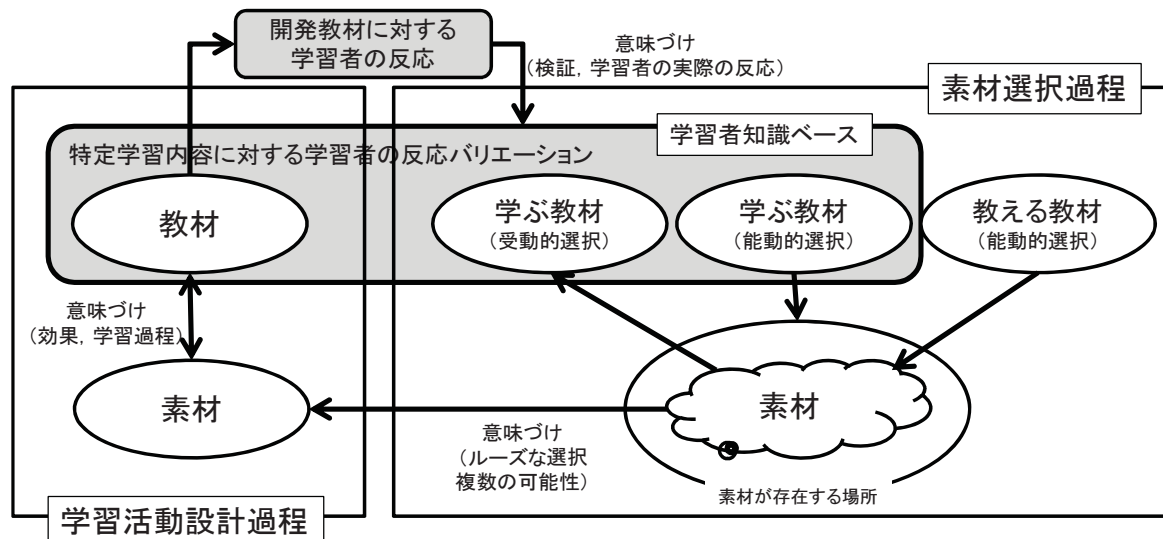 開発教材に対する
学習者の反応
意味づけ
（検証，学習者の実際の反応）
素材選択過程
学習者知識ベース
特定学習内容に対する学習者の反応バリエーション
教材
学ぶ教材
（受動的選択）
学ぶ教材
（能動的選択）
教える教材
（能動的選択）
意味づけ
（効果，学習過程）
素材
素材
意味づけ
（ルーズな選択
複数の可能性）
素材が存在する場所
学習活動設計過程